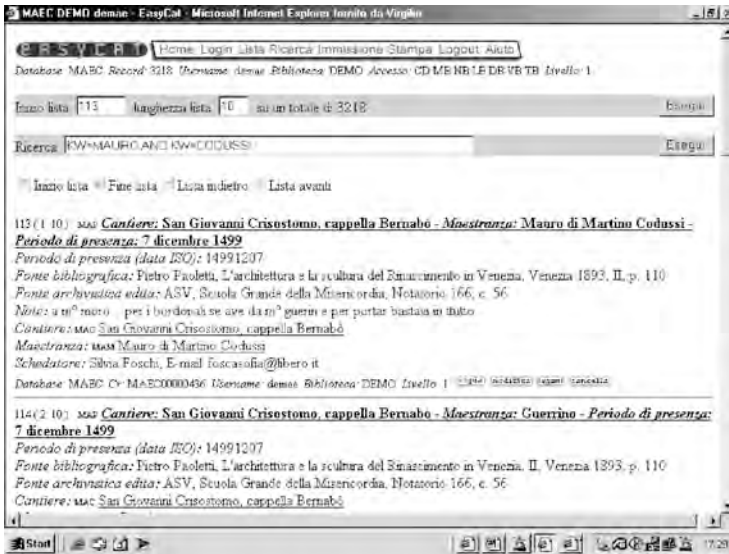 MAEC DEMO demae - EasyCat - Microsoft Internet Explorer fornito da Virgilio
EASYCAT Home Login Lista Ricerca Immissione Stampa Logout Aiuto
Database MAEC Record 3218 Username demae Biblioteca DEMO Accesso CD MB NB LB DB VB TB Livello 1
Inizio lista 113 lunghezza lista 10 su un totale di 3218 Esegui
Ricerca KW=MAURO AND KW=CODUSSI Esegui
Inizio lista Fine lista Lista indietro Lista avanti
113 (1 10) MAE Cantiere: San Giovanni Crisostomo, cappella Bernabò - Maestranza: Mauro di Martino Codussi -
Periodo di presenza: 7 dicembre 1499
Periodo di presenza (data ISO): 14991207
Fonte bibliografica: Pietro Paoletti, L'architettura e la scultura del Rinascimento in Venezia, Venezia 1893, II, p. 110
Fonte archivistica edita: ASV, Scuola Grande della Misericordia, Notatorio 166, c. 56
Note: a m° moro .. per i bordonali se ave da m° guerin e per portar bastaia in tutto
Cantiere: MAC San Giovanni Crisostomo, cappella Bernabò
Maestranza: MAM Mauro di Martino Codussi
Schedatore: Silvia Foschi, E-mail foscasofia@libero.it
Database MAEC Cr MAEC00000436 Username demae Biblioteca DEMO Livello 1 copia modifica legami cancella
114 (2 10) MAE Cantiere: San Giovanni Crisostomo, cappella Bernabò - Maestranza: Guerrino - Periodo di presenza:
7 dicembre 1499
Periodo di presenza (data ISO): 14991207
Fonte bibliografica: Pietro Paoletti, L'architettura e la scultura del Rinascimento in Venezia, II, Venezia 1893, p. 110
Fonte archivistica edita: ASV, Scuola Grande della Misericordia, Notatorio 166, c. 56
Cantiere: MAC San Giovanni Crisostomo, cappella Bernabò
Start 17.29